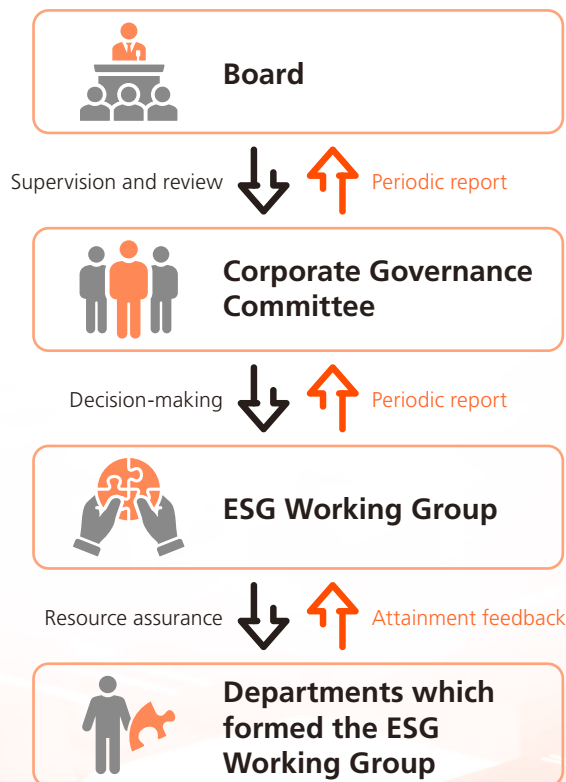 Board
Supervision and review
Periodic report
Corporate Governance
Committee
Decision-making
Periodic report
ESG Working Group
Resource assurance
Attainment feedback
Departments which
formed the ESG
Working Group